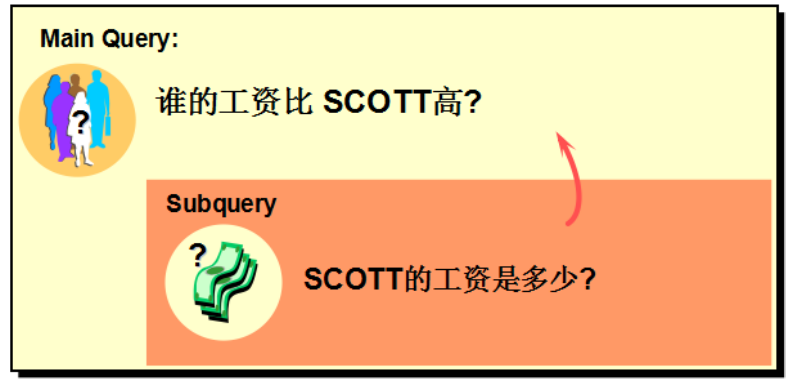 Main Query:
?
谁的工资比 SCOTT高?
Subquery
?
SCOTT的工资是多少?